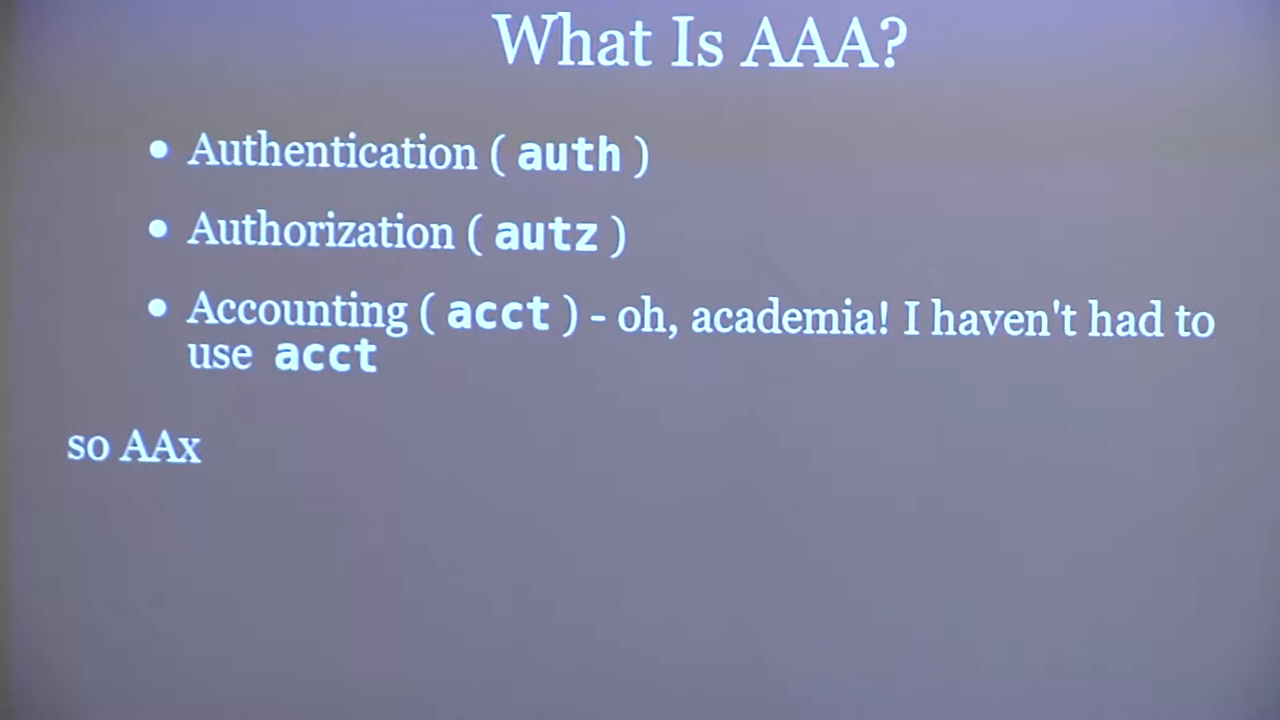 What Is AAA?
• Authentication ( auth )
• Authorization ( autz )
• Accounting ( acct ) - oh, academia! I haven't had to
use acct
so AAx